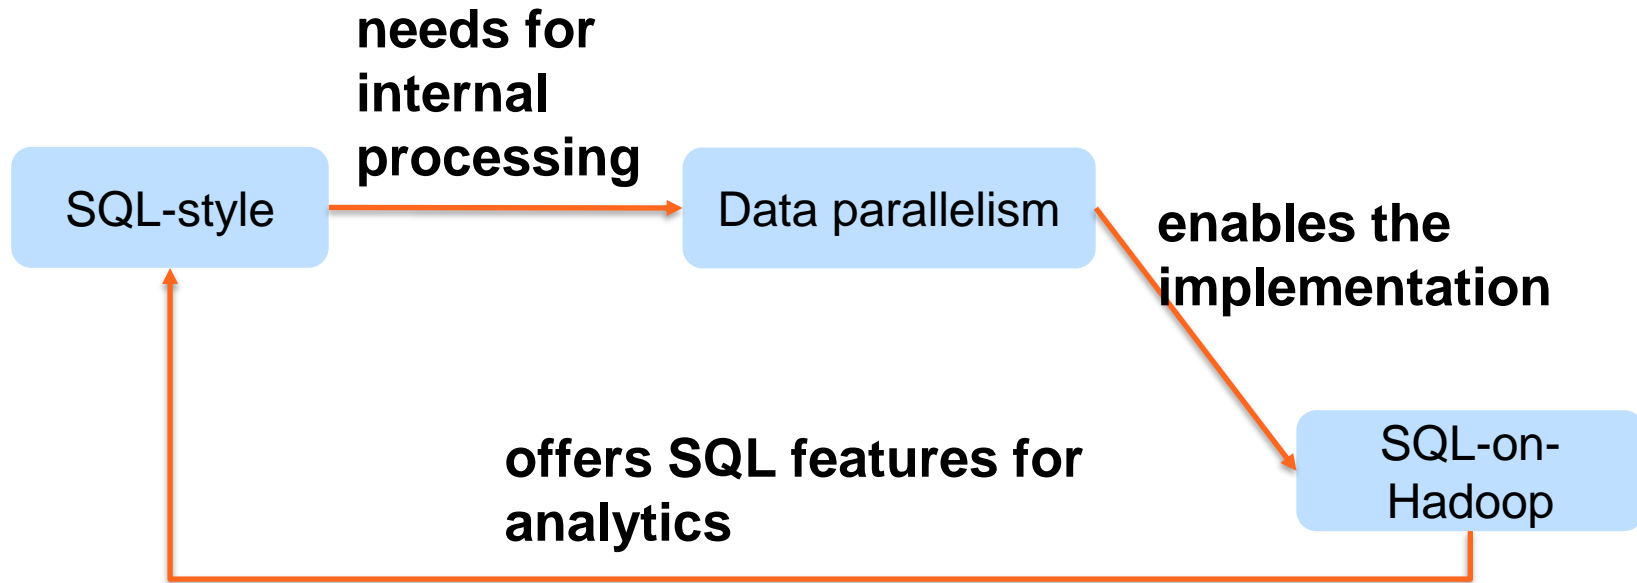 needs for
internal
processing
SQL-style
Data parallelism
enables the
implementation
offers SQL features for
analytics
SQL-on-
Hadoop